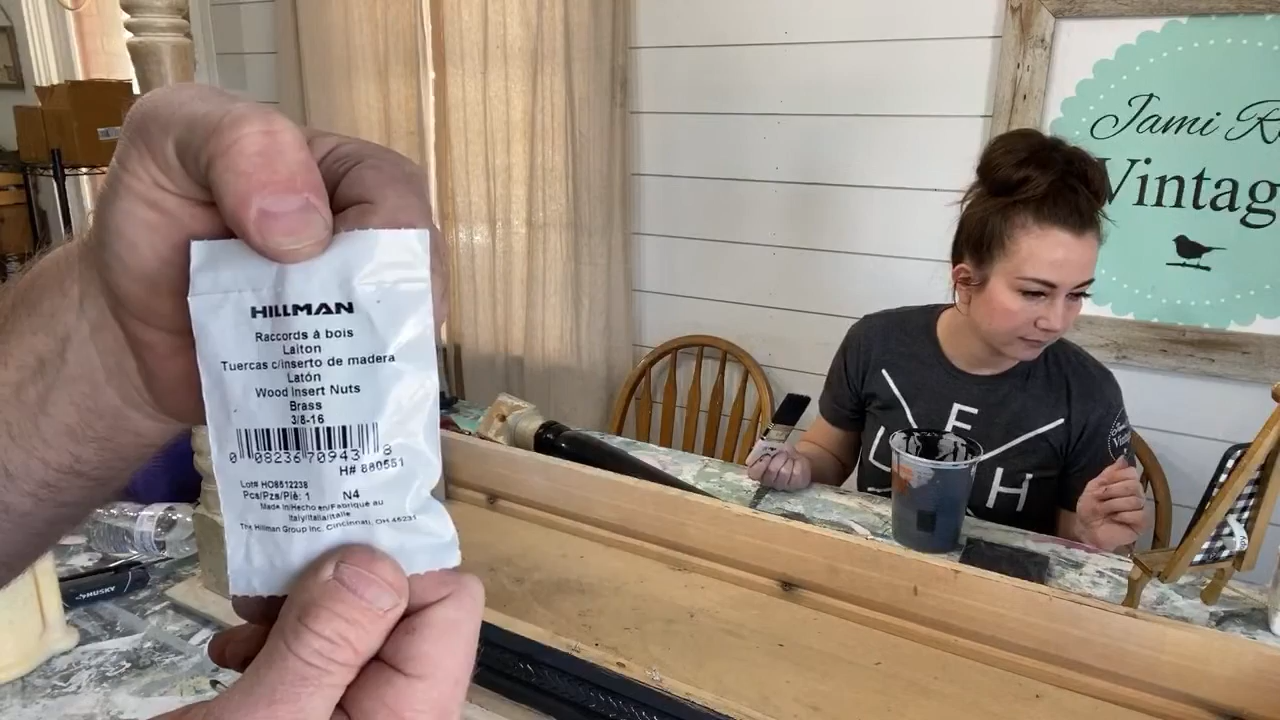 HILLMAN
Raccords à bois
Laiton
Tuercas c/inserto de madera
Latón
Wood Insert Nuts
Brass
3/8-16
0 08236 70943 8
H# 880551
Lot# HO8512238
Pcs/Pzs/Piè: 1 N4
Made in/Hecho en/Fabriqué au
Italy/Italia/Italie
The Hillman Group Inc. Cincinnati, OH 45231
HUSKY
Jami R
Vintag
F
H